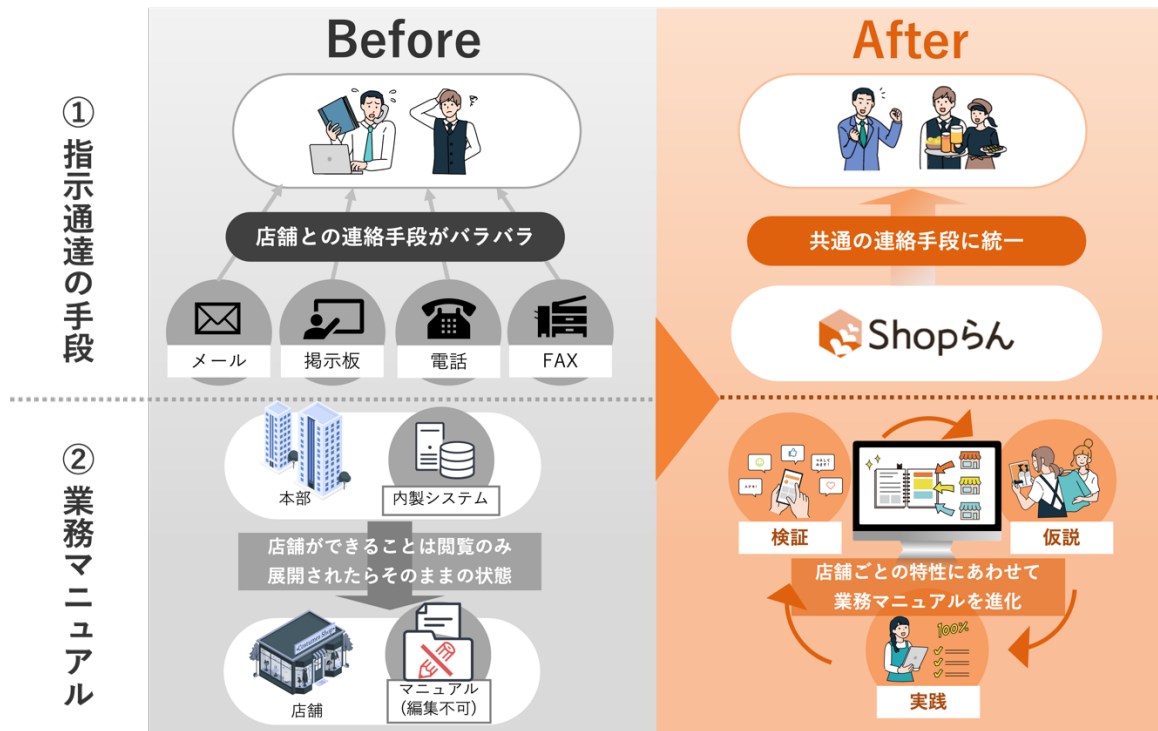 Before
After
①指示通達の手段
店舗との連絡手段がバラバラ
共通の連絡手段に統一
メール
掲示板
電話
FAX
Shopらん
②業務マニュアル
本部
内製システム
店舗ができることは閲覧のみ
展開されたらそのままの状態
店舗
マニュアル
(編集不可)
検証
仮説
店舗ごとの特性にあわせて
業務マニュアルを進化
100%
実践